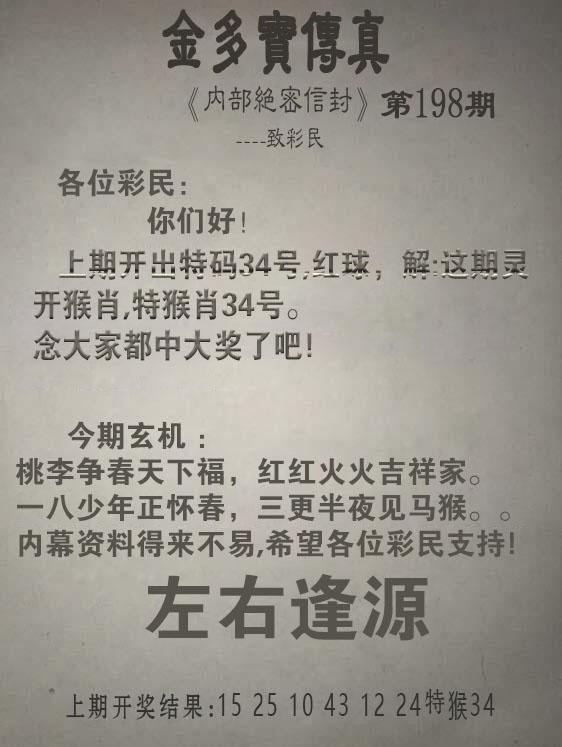 金多寶傳真
《内部絶密信封》第198期
----致彩民
各位彩民:
你们好!
上期开出特码34号,红球，解:这期灵
开猴肖,特猴肖34号。
念大家都中大奖了吧!
今期玄机：
桃李争春天下福，红红火火吉祥家。
一八少年正怀春，三更半夜见马猴。。
内幕资料得来不易,希望各位彩民支持!
左右逢源
上期开奖结果:15 25 10 43 12 24特猴34